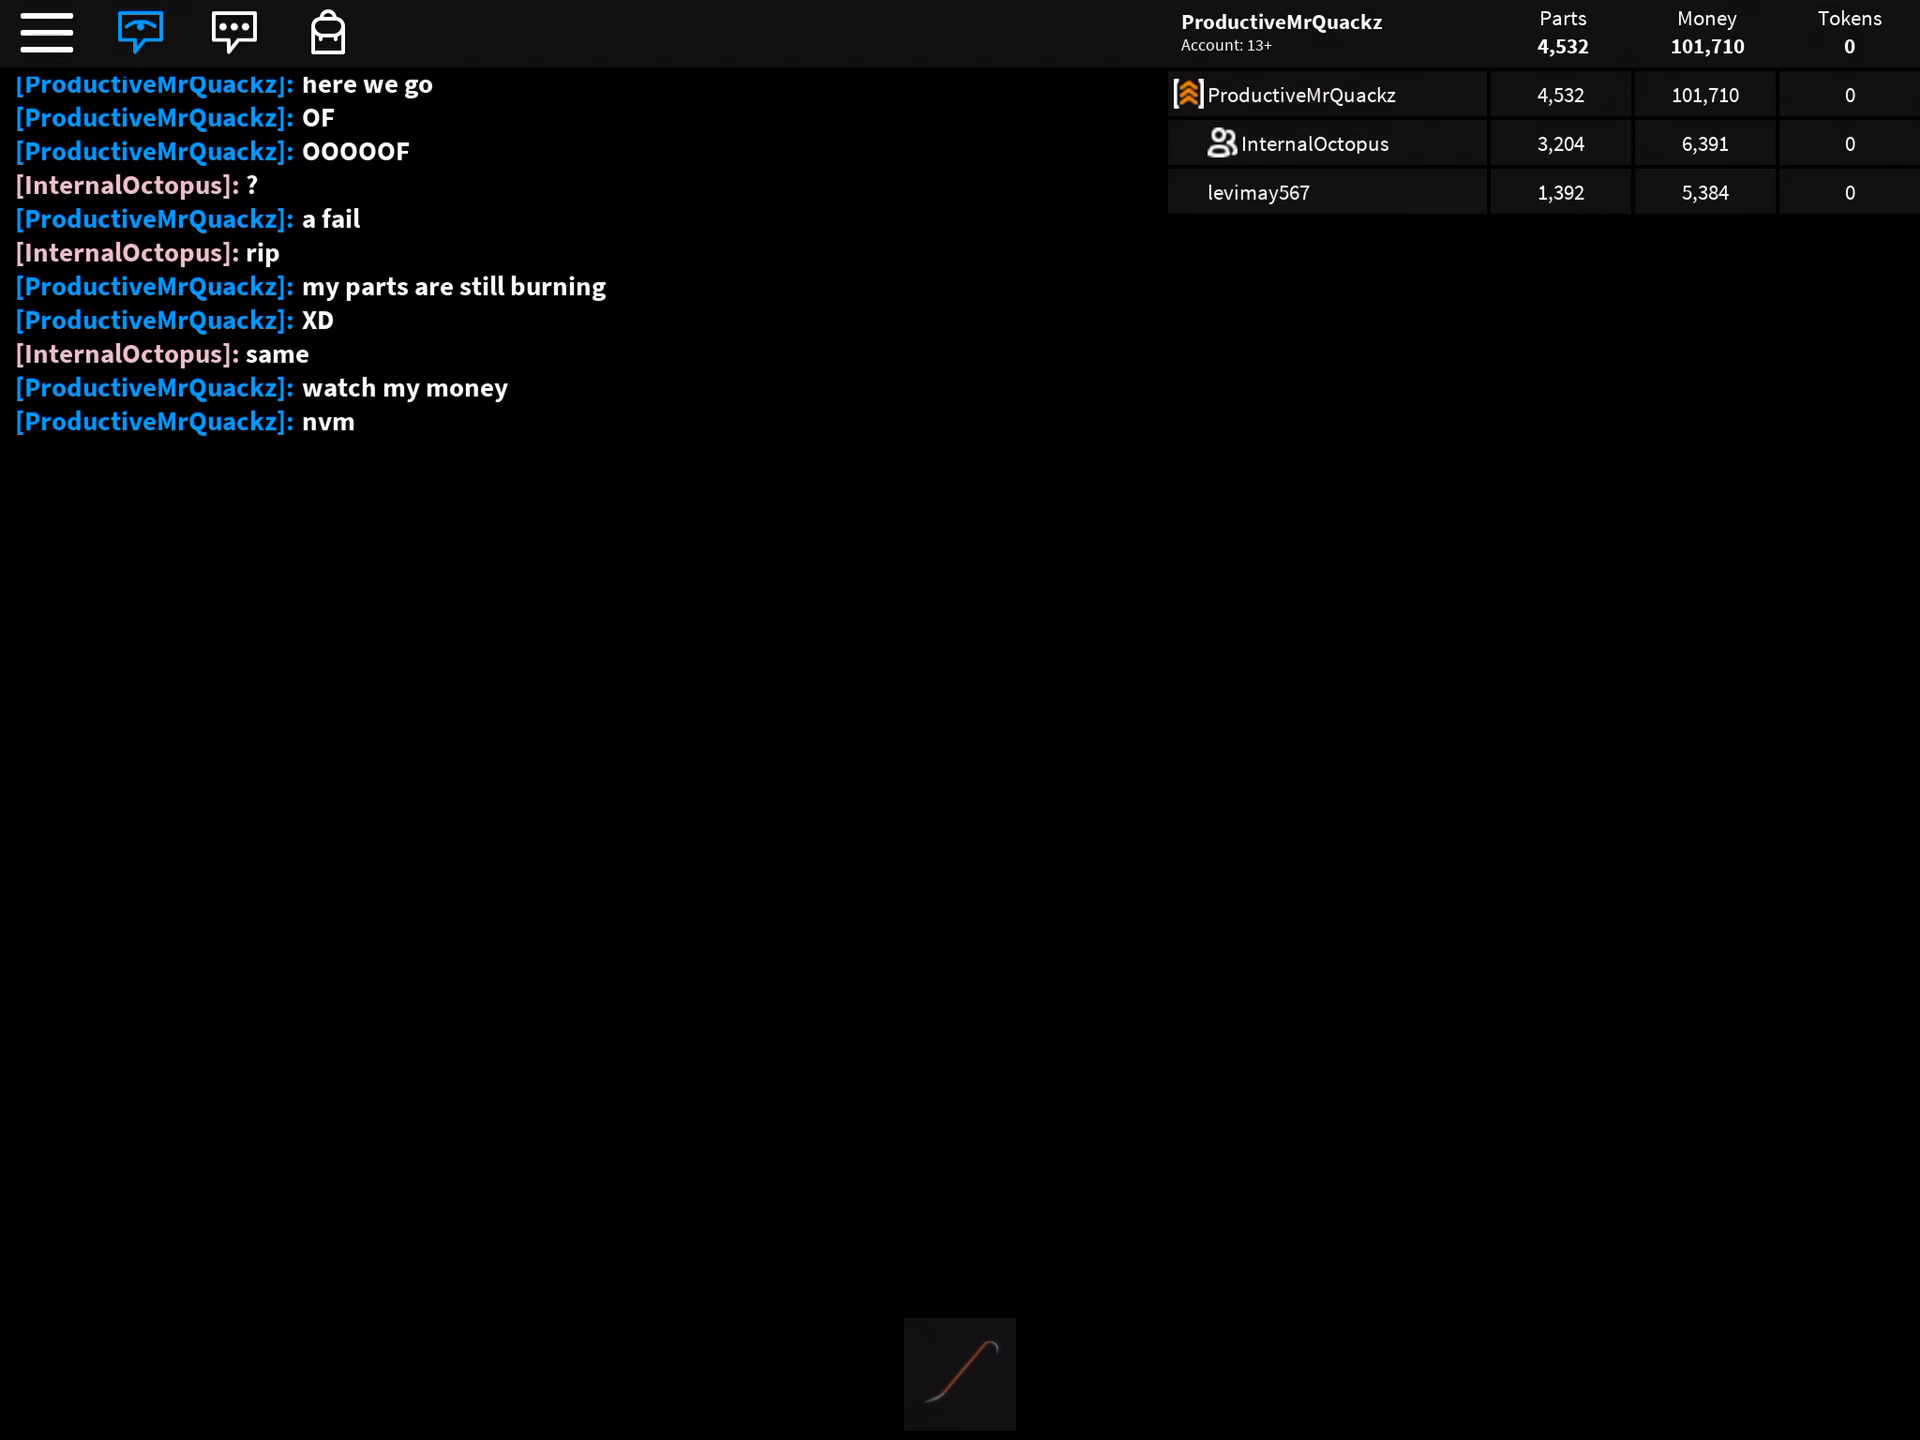 ProductiveMrQuackz Parts Money Tokens
Account: 13+ 4,532 101,710 0
[ProductiveMrQuackz]: here we go
[ProductiveMrQuackz]: OF
[ProductiveMrQuackz]: OOOOOF
[InternalOctopus]: ?
[ProductiveMrQuackz]: a fail
[InternalOctopus]: rip
[ProductiveMrQuackz]: my parts are still burning
[ProductiveMrQuackz]: XD
[InternalOctopus]: same
[ProductiveMrQuackz]: watch my money
[ProductiveMrQuackz]: nvm
ProductiveMrQuackz 4,532 101,710 0
InternalOctopus 3,204 6,391 0
levimay567 1,392 5,384 0